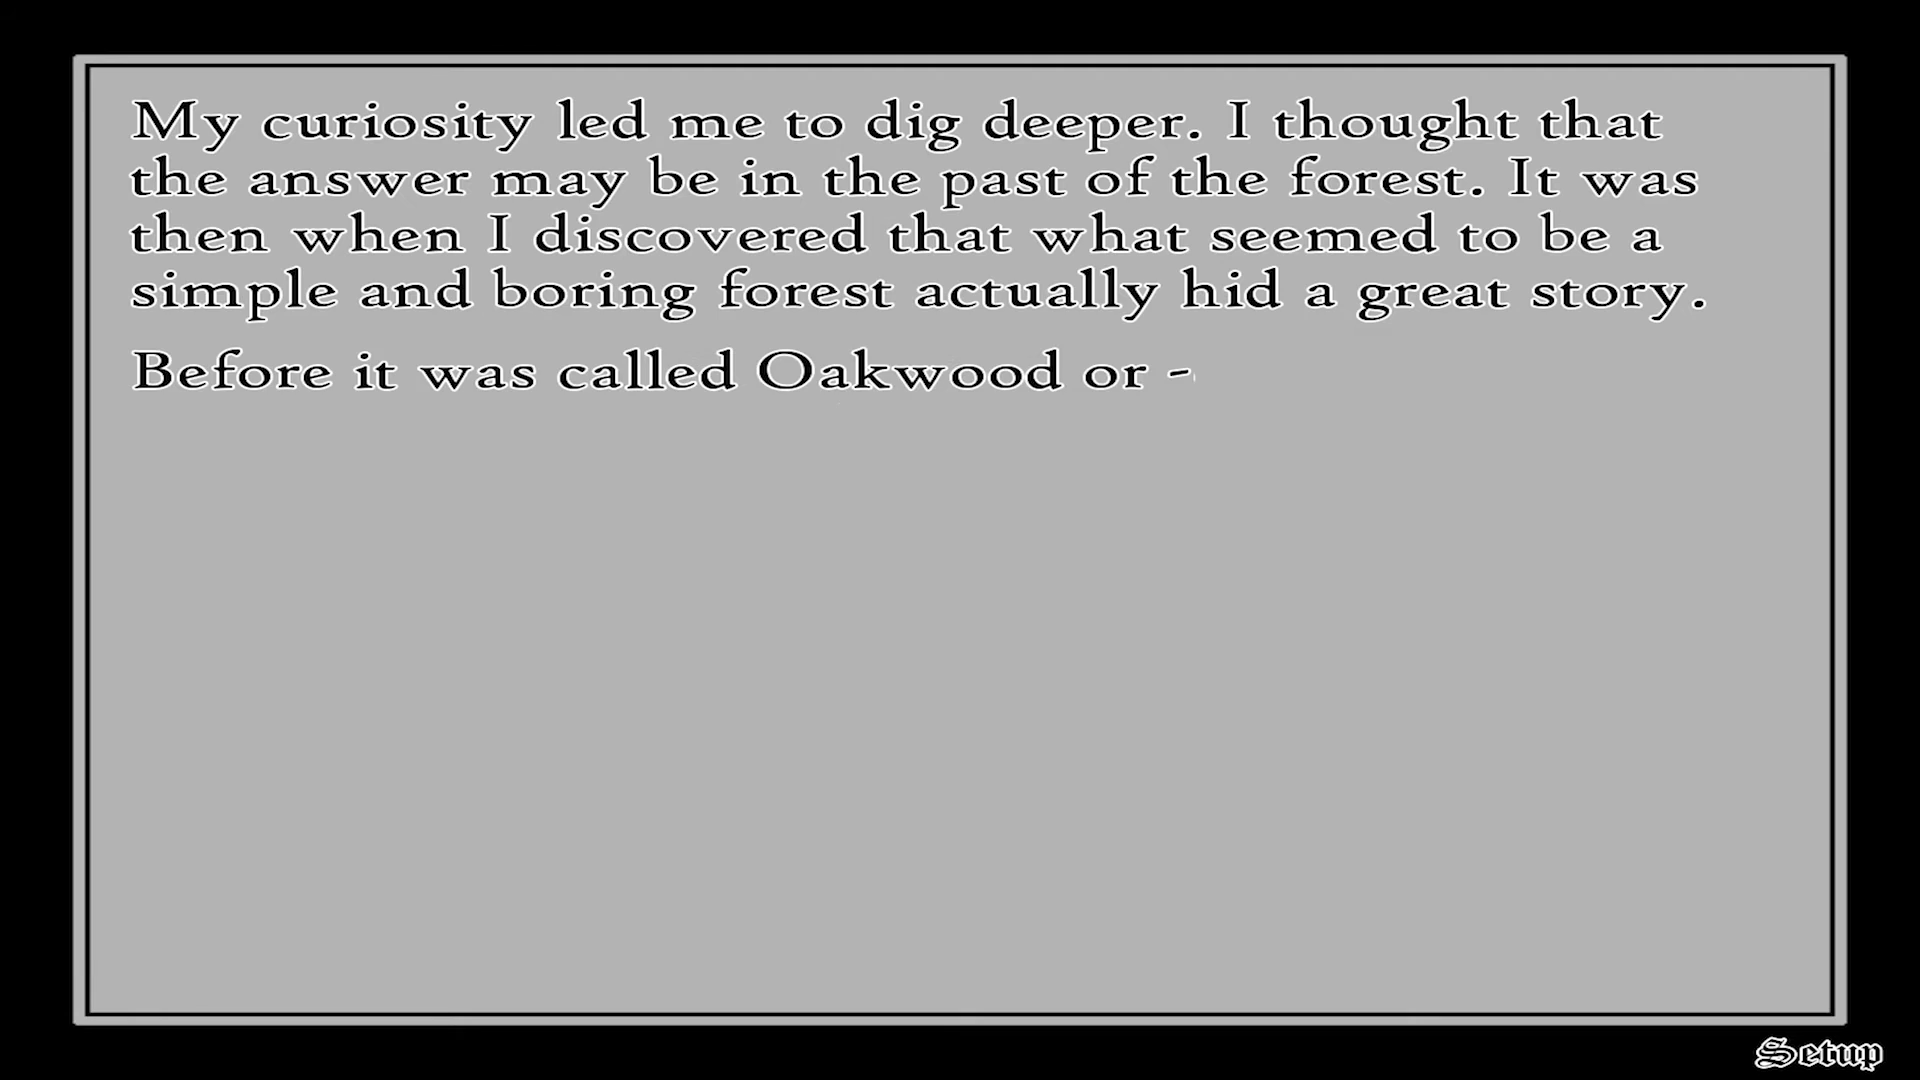 My curiosity led me to dig deeper. I thought that
the answer may be in the past of the forest. It was
then when I discovered that what seemed to be a
simple and boring forest actually hid a great story.
Before it was called Oakwood or -
Setup